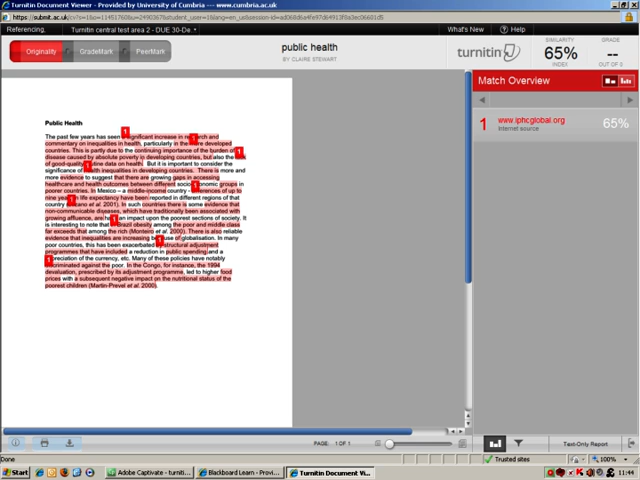 Turnitin Document Viewer - Provided by University of Cumbria --- www.cumbria.ac.uk
Referencing,
Turnitin central test area 2 - DUE 30-De..
What's New
Help
Originality
GradeMark
PeerMark
public health
BY CLAIRE STEWART
turnitin
SIMILARITY
65%
INDEX
GRADE
--
OUT OF 0
Match Overview
1
www.iphcglobal.org
Internet source
65%
Public Health
The past few years has seen significant increase in
commentary on inequalities in health, particularly in the more developed
countries. This is partly due to the continuing importance of the burden of
disease caused by absolute poverty in developing countries, but also the
of good-quality data on health. But it is important to consider the
significance of inequalities in developing countries. There is more and
more evidence to suggest that there are growing gaps in accessing
healthcare and health outcomes between different groups in
poorer countries. In Mexico – a middle-income country - of up to
nine years in life expectancy have been reported in different regions of that
country et al. 2001). In such countries there is some evidence that
non-communicable diseases, which have traditionally been associated with
growing affluence, are an impact upon the poorest sections of society. It
is interesting to note that Brazil obesity among the poor and middle class
far exceeds that among the rich (Monteiro et al. 2000). There is also reliable
evidence that inequalities are increasing of globalisation. In many
poor countries, this has been exacerbated structural adjustment
programmes that have included a reduction in public spending and a
of the currency, etc. Many of these policies have notably
against the poor. In the Congo, for instance, the 1994
devaluation, prescribed by its adjustment programme, led to higher food
prices with a subsequent negative impact on the nutritional status of the
poorest children (Martin-Prevel et al. 2000).
PAGE: 1 OF 1
Text-Only Report
Done
Trusted sites
100%
Start
Adobe Captivate - turniti...
Blackboard Learn - Provi...
Turnitin Document Vi...
11:44